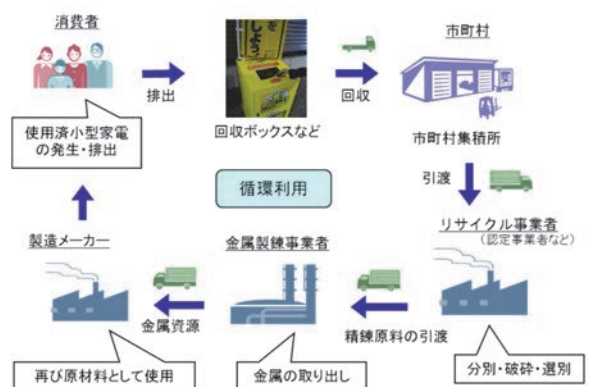 消費者
使用済小型家電
の発生・排出
排出
回収ボックスなど
回収
市町村
市町村集積所
引渡
リサイクル事業者
(認定事業者など)
分別・破砕・選別
精錬原料の引渡
金属製錬事業者
金属の取り出し
金属資源
製造メーカー
再び原材料として使用
循環利用